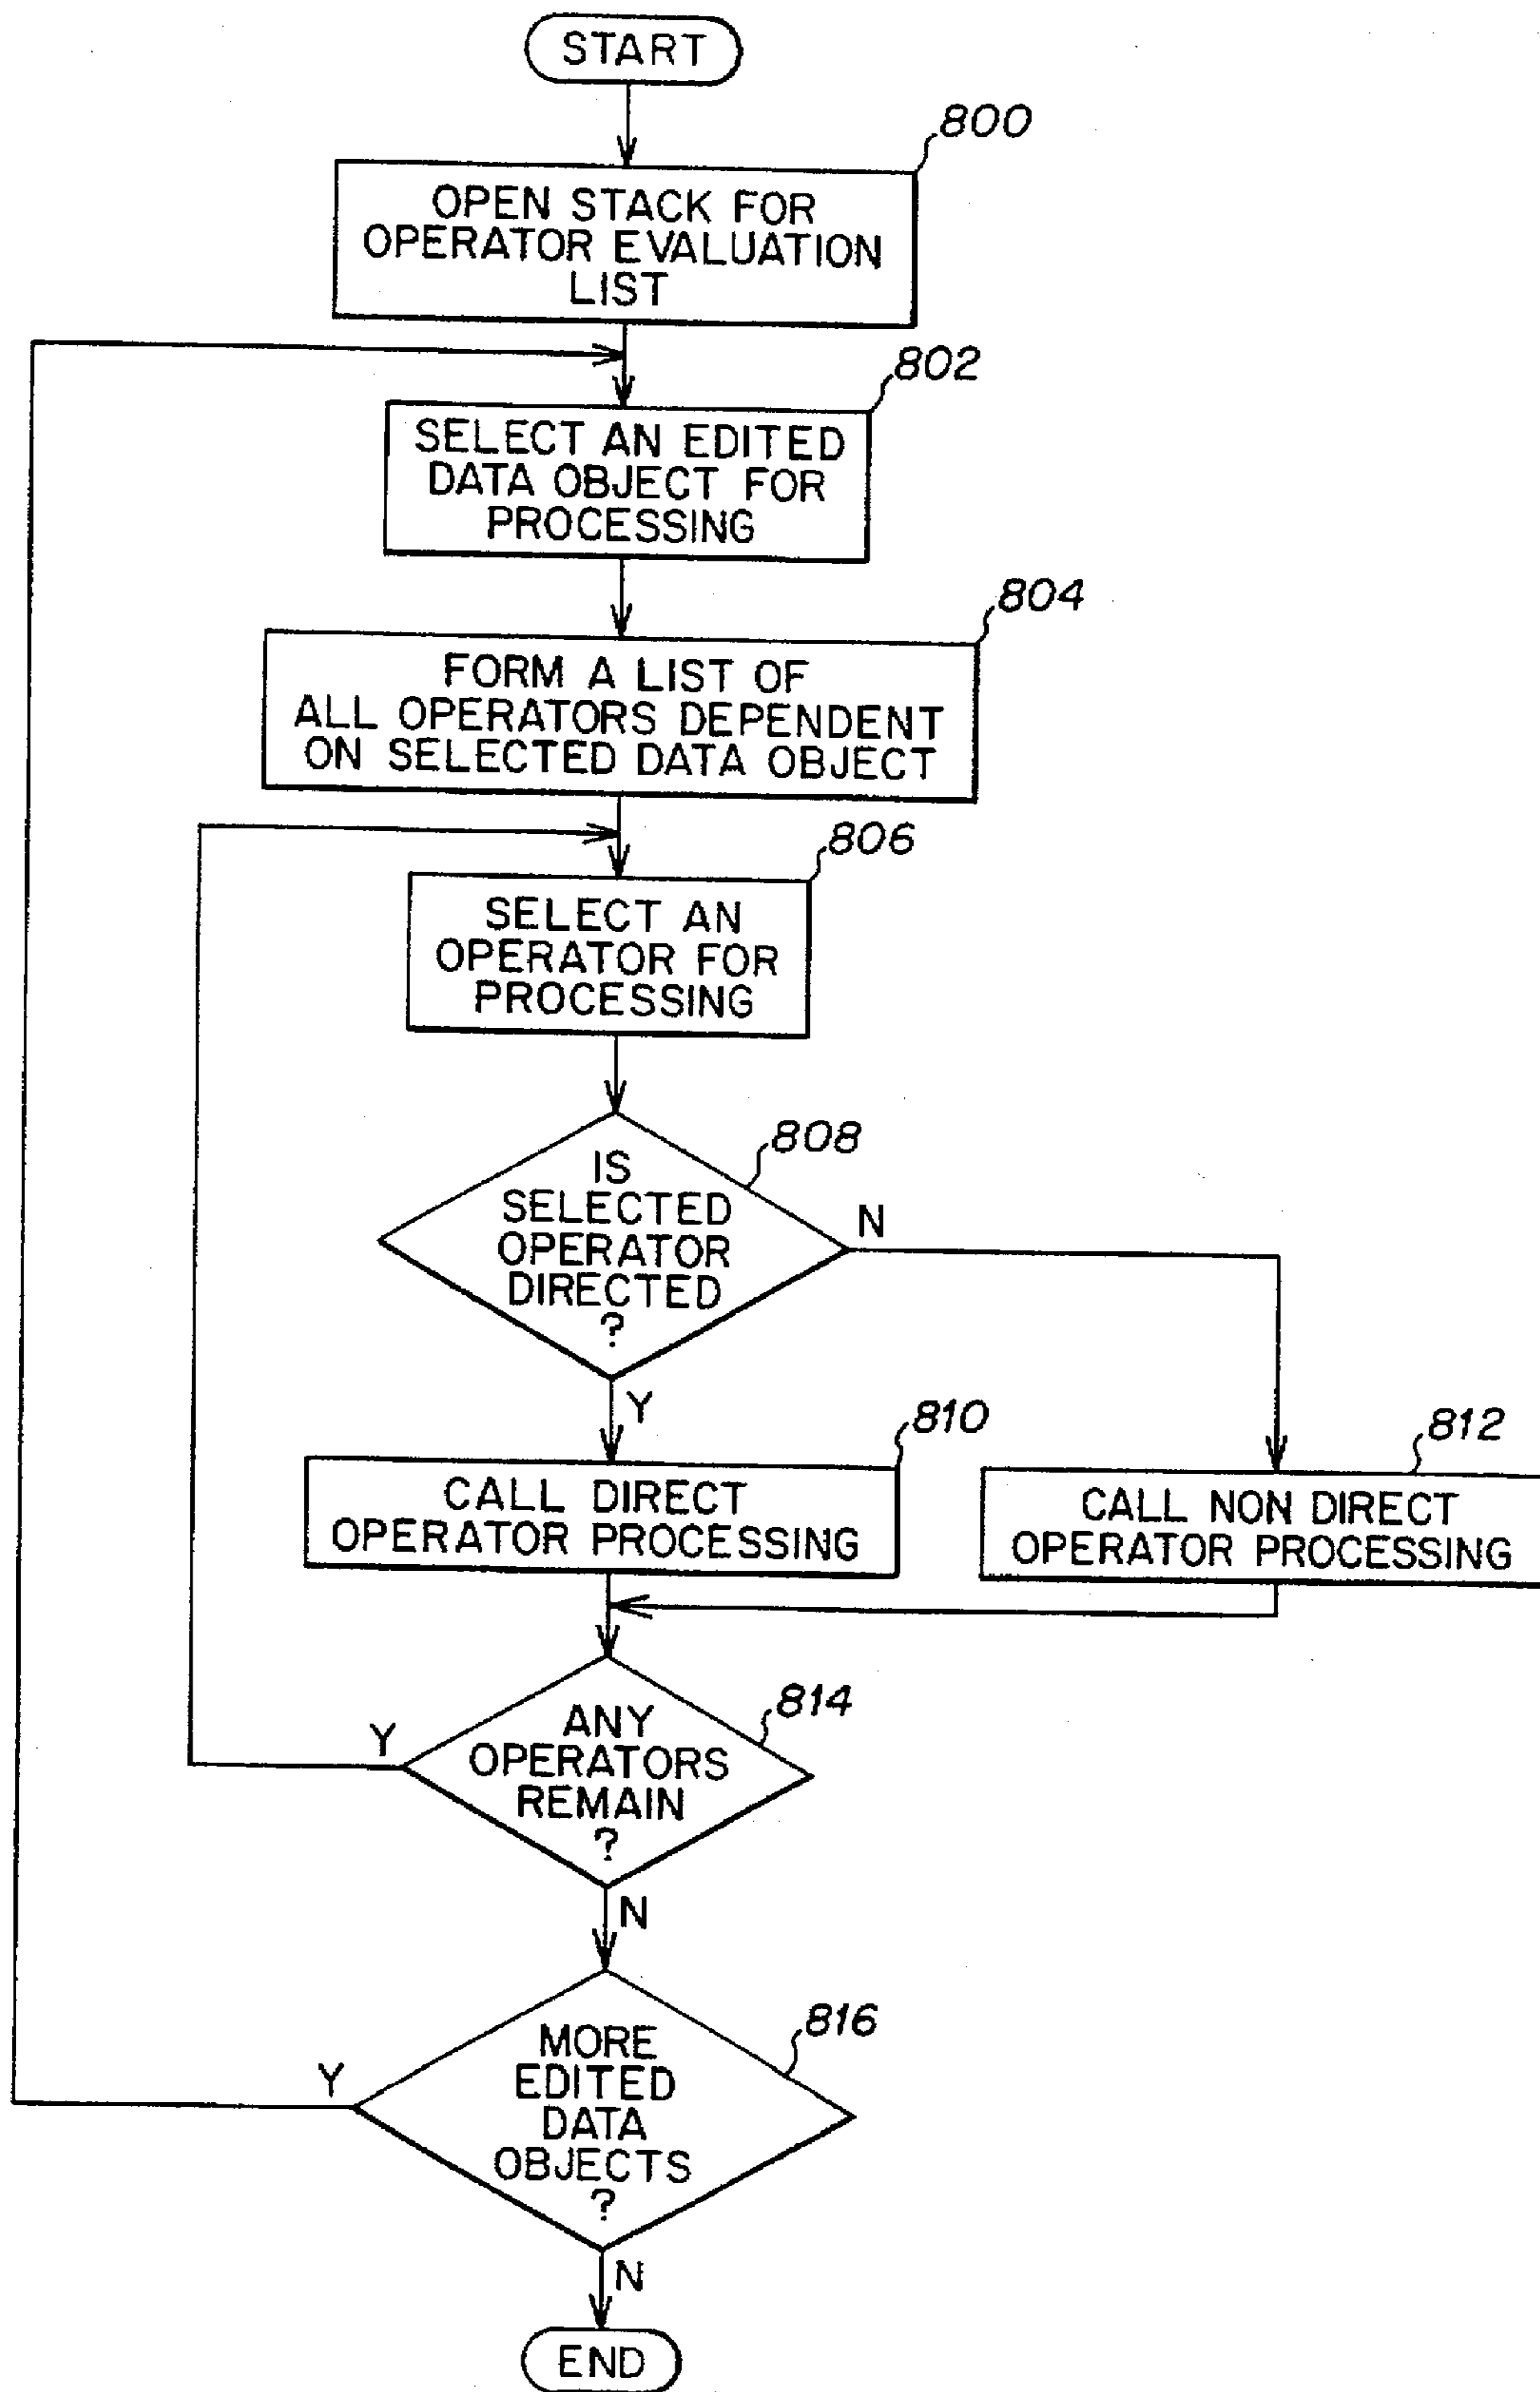 START
800
OPEN STACK FOR
OPERATOR EVALUATION
LIST
802
SELECT AN EDITED
DATA OBJECT FOR
PROCESSING
804
FORM A LIST OF
ALL OPERATORS DEPENDENT
ON SELECTED DATA OBJECT
806
SELECT AN
OPERATOR FOR
PROCESSING
808
IS
SELECTED
OPERATOR
DIRECTED
?
N
Y
810
CALL DIRECT
OPERATOR PROCESSING
812
CALL NON DIRECT
OPERATOR PROCESSING
814
ANY
OPERATORS
REMAIN
?
Y
N
816
MORE
EDITED
DATA
OBJECTS
?
Y
N
END